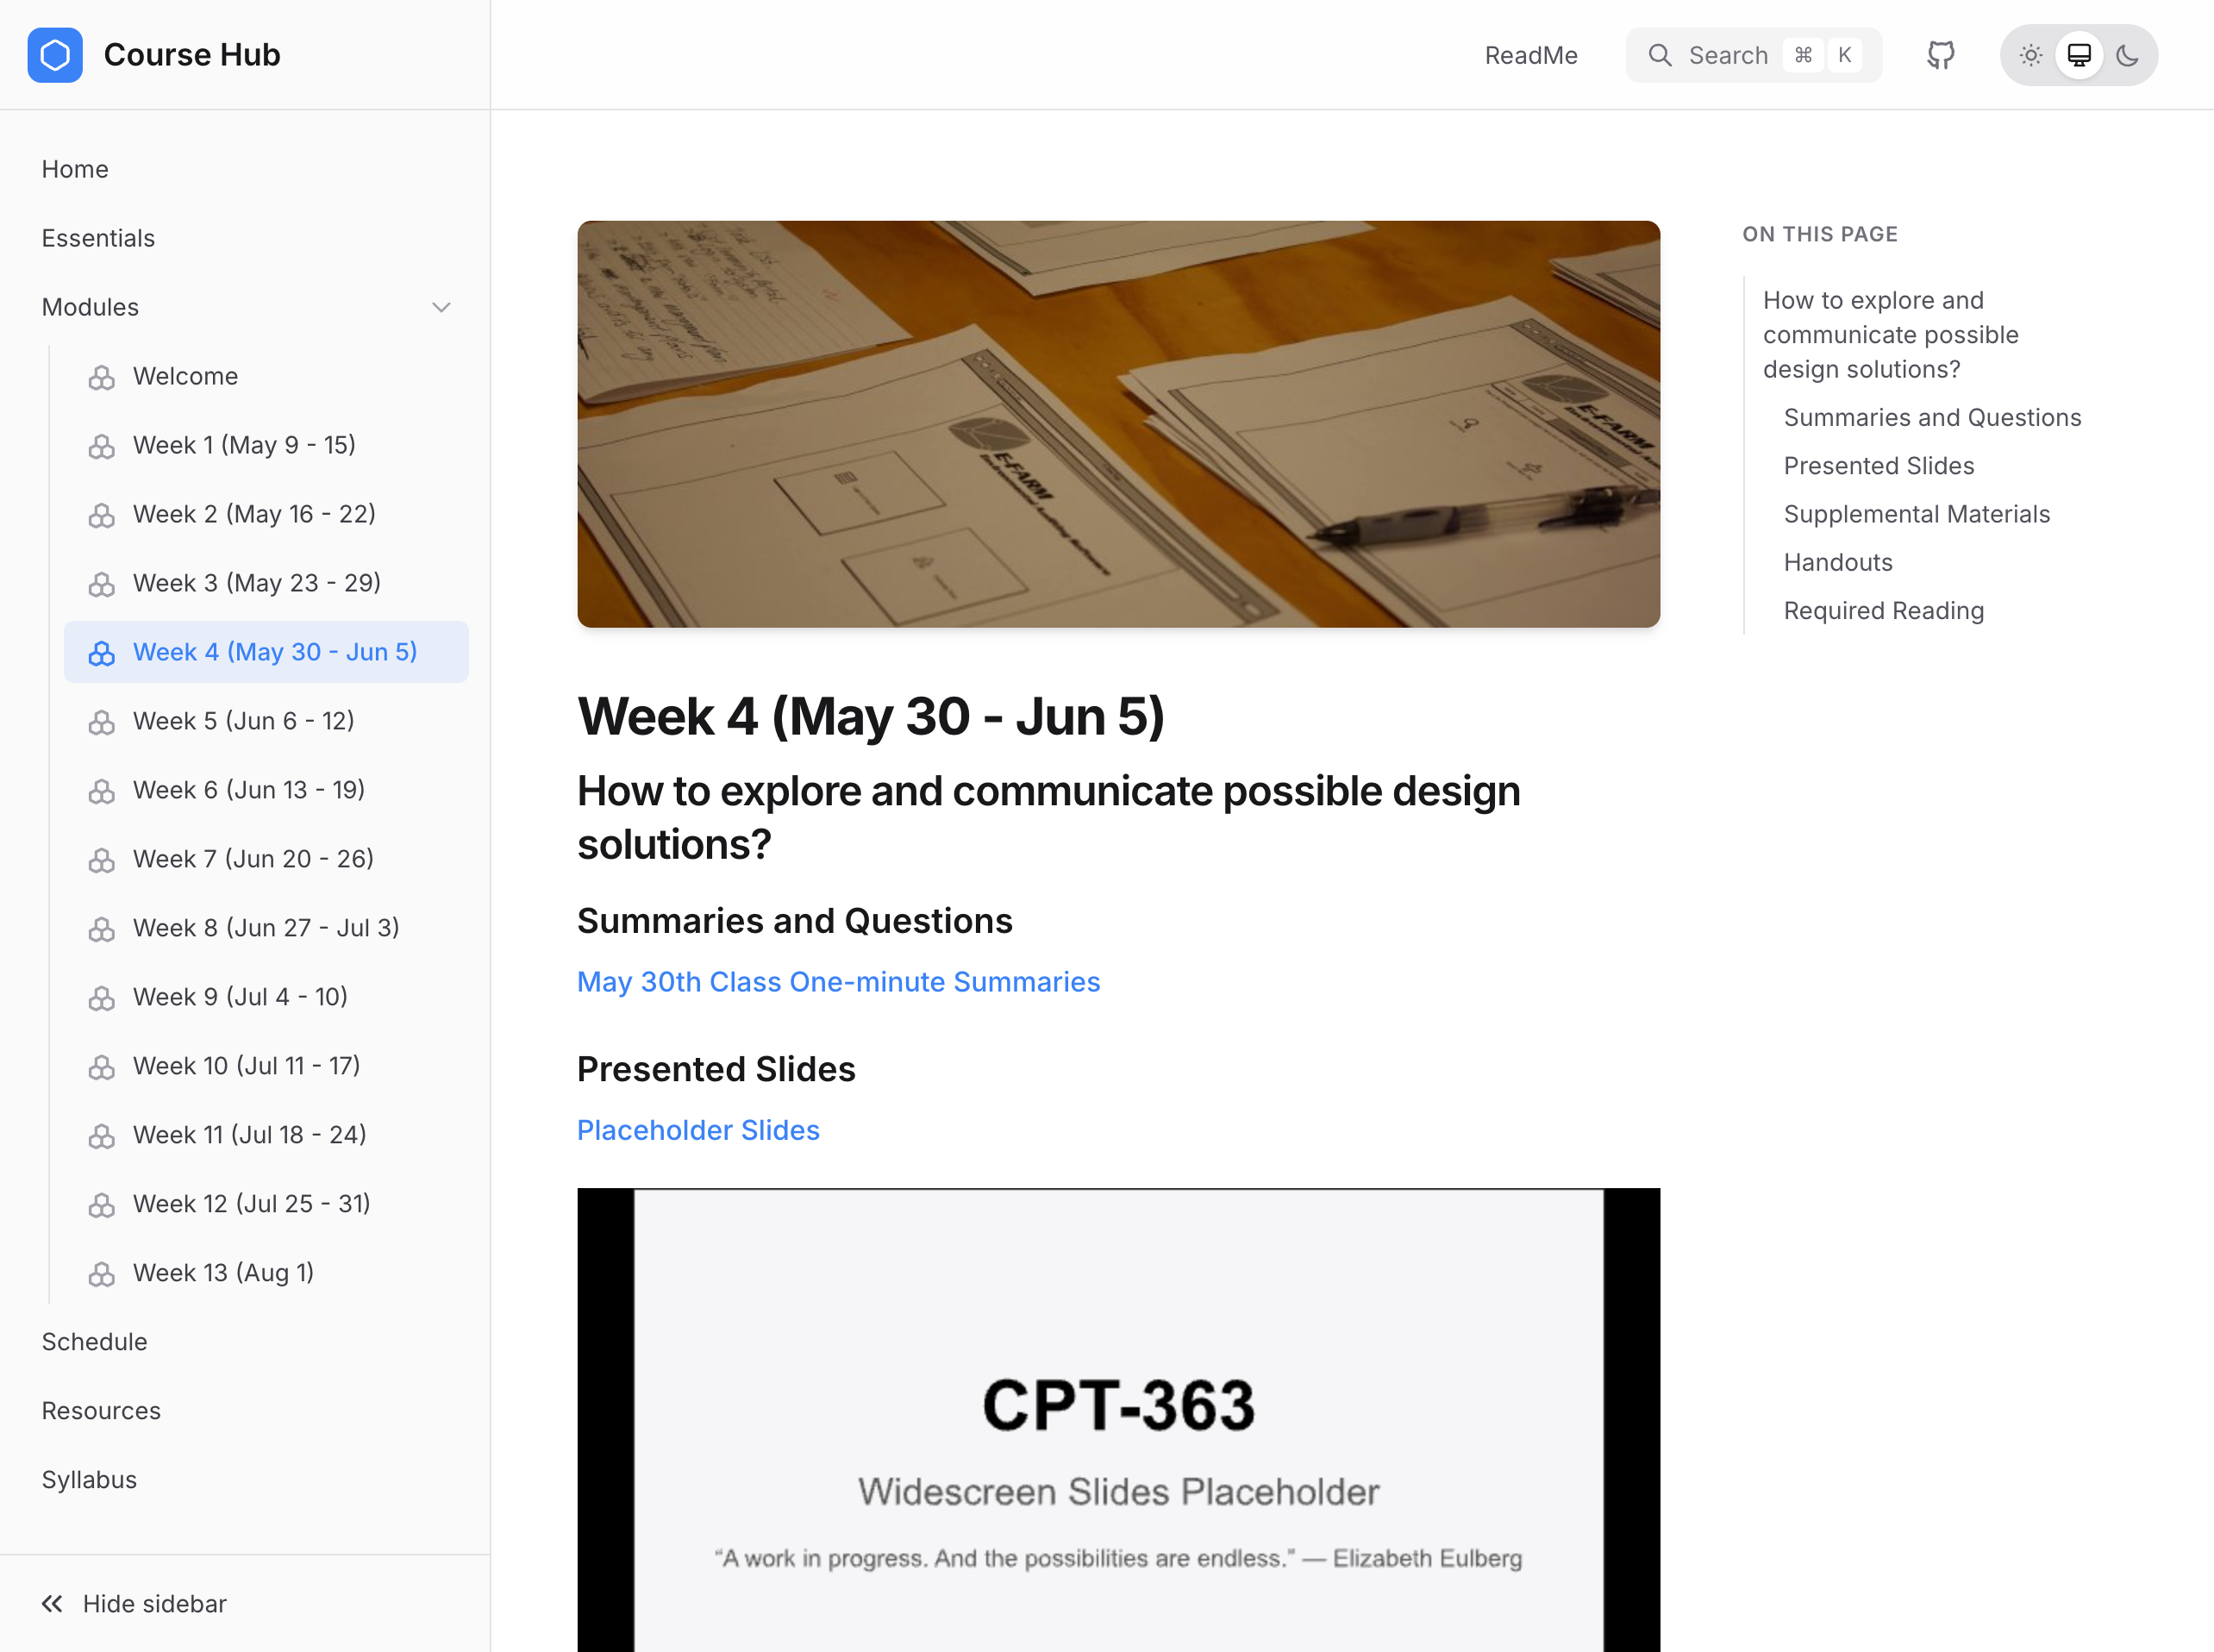 Course Hub
ReadMe
Search
⌘ K
Home
Essentials
Modules
Welcome
Week 1 (May 9 - 15)
Week 2 (May 16 - 22)
Week 3 (May 23 - 29)
Week 4 (May 30 - Jun 5)
Week 5 (Jun 6 - 12)
Week 6 (Jun 13 - 19)
Week 7 (Jun 20 - 26)
Week 8 (Jun 27 - Jul 3)
Week 9 (Jul 4 - 10)
Week 10 (Jul 11 - 17)
Week 11 (Jul 18 - 24)
Week 12 (Jul 25 - 31)
Week 13 (Aug 1)
Schedule
Resources
Syllabus
Hide sidebar
E-FARM
E-FARM
Week 4 (May 30 - Jun 5)
How to explore and communicate possible design
solutions?
Summaries and Questions
May 30th Class One-minute Summaries
Presented Slides
Placeholder Slides
CPT-363
Widescreen Slides Placeholder
“A work in progress. And the possibilities are endless.” — Elizabeth Eulberg
ON THIS PAGE
How to explore and
communicate possible
design solutions?
Summaries and Questions
Presented Slides
Supplemental Materials
Handouts
Required Reading